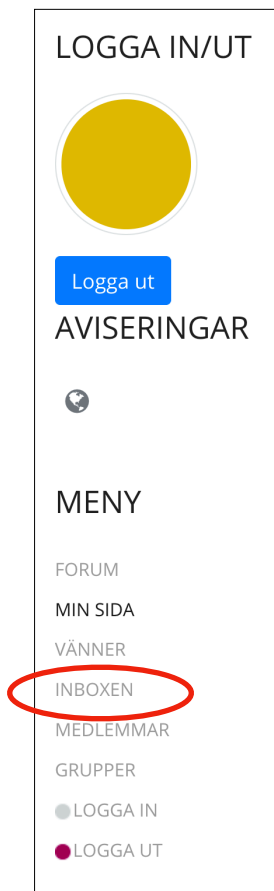 LOGGA IN/UT
Logga ut
AVISERINGAR
MENY
FORUM
MIN SIDA
VÄNNER
INBOXEN
MEDLEMMAR
GRUPPER
LOGGA IN
LOGGA UT